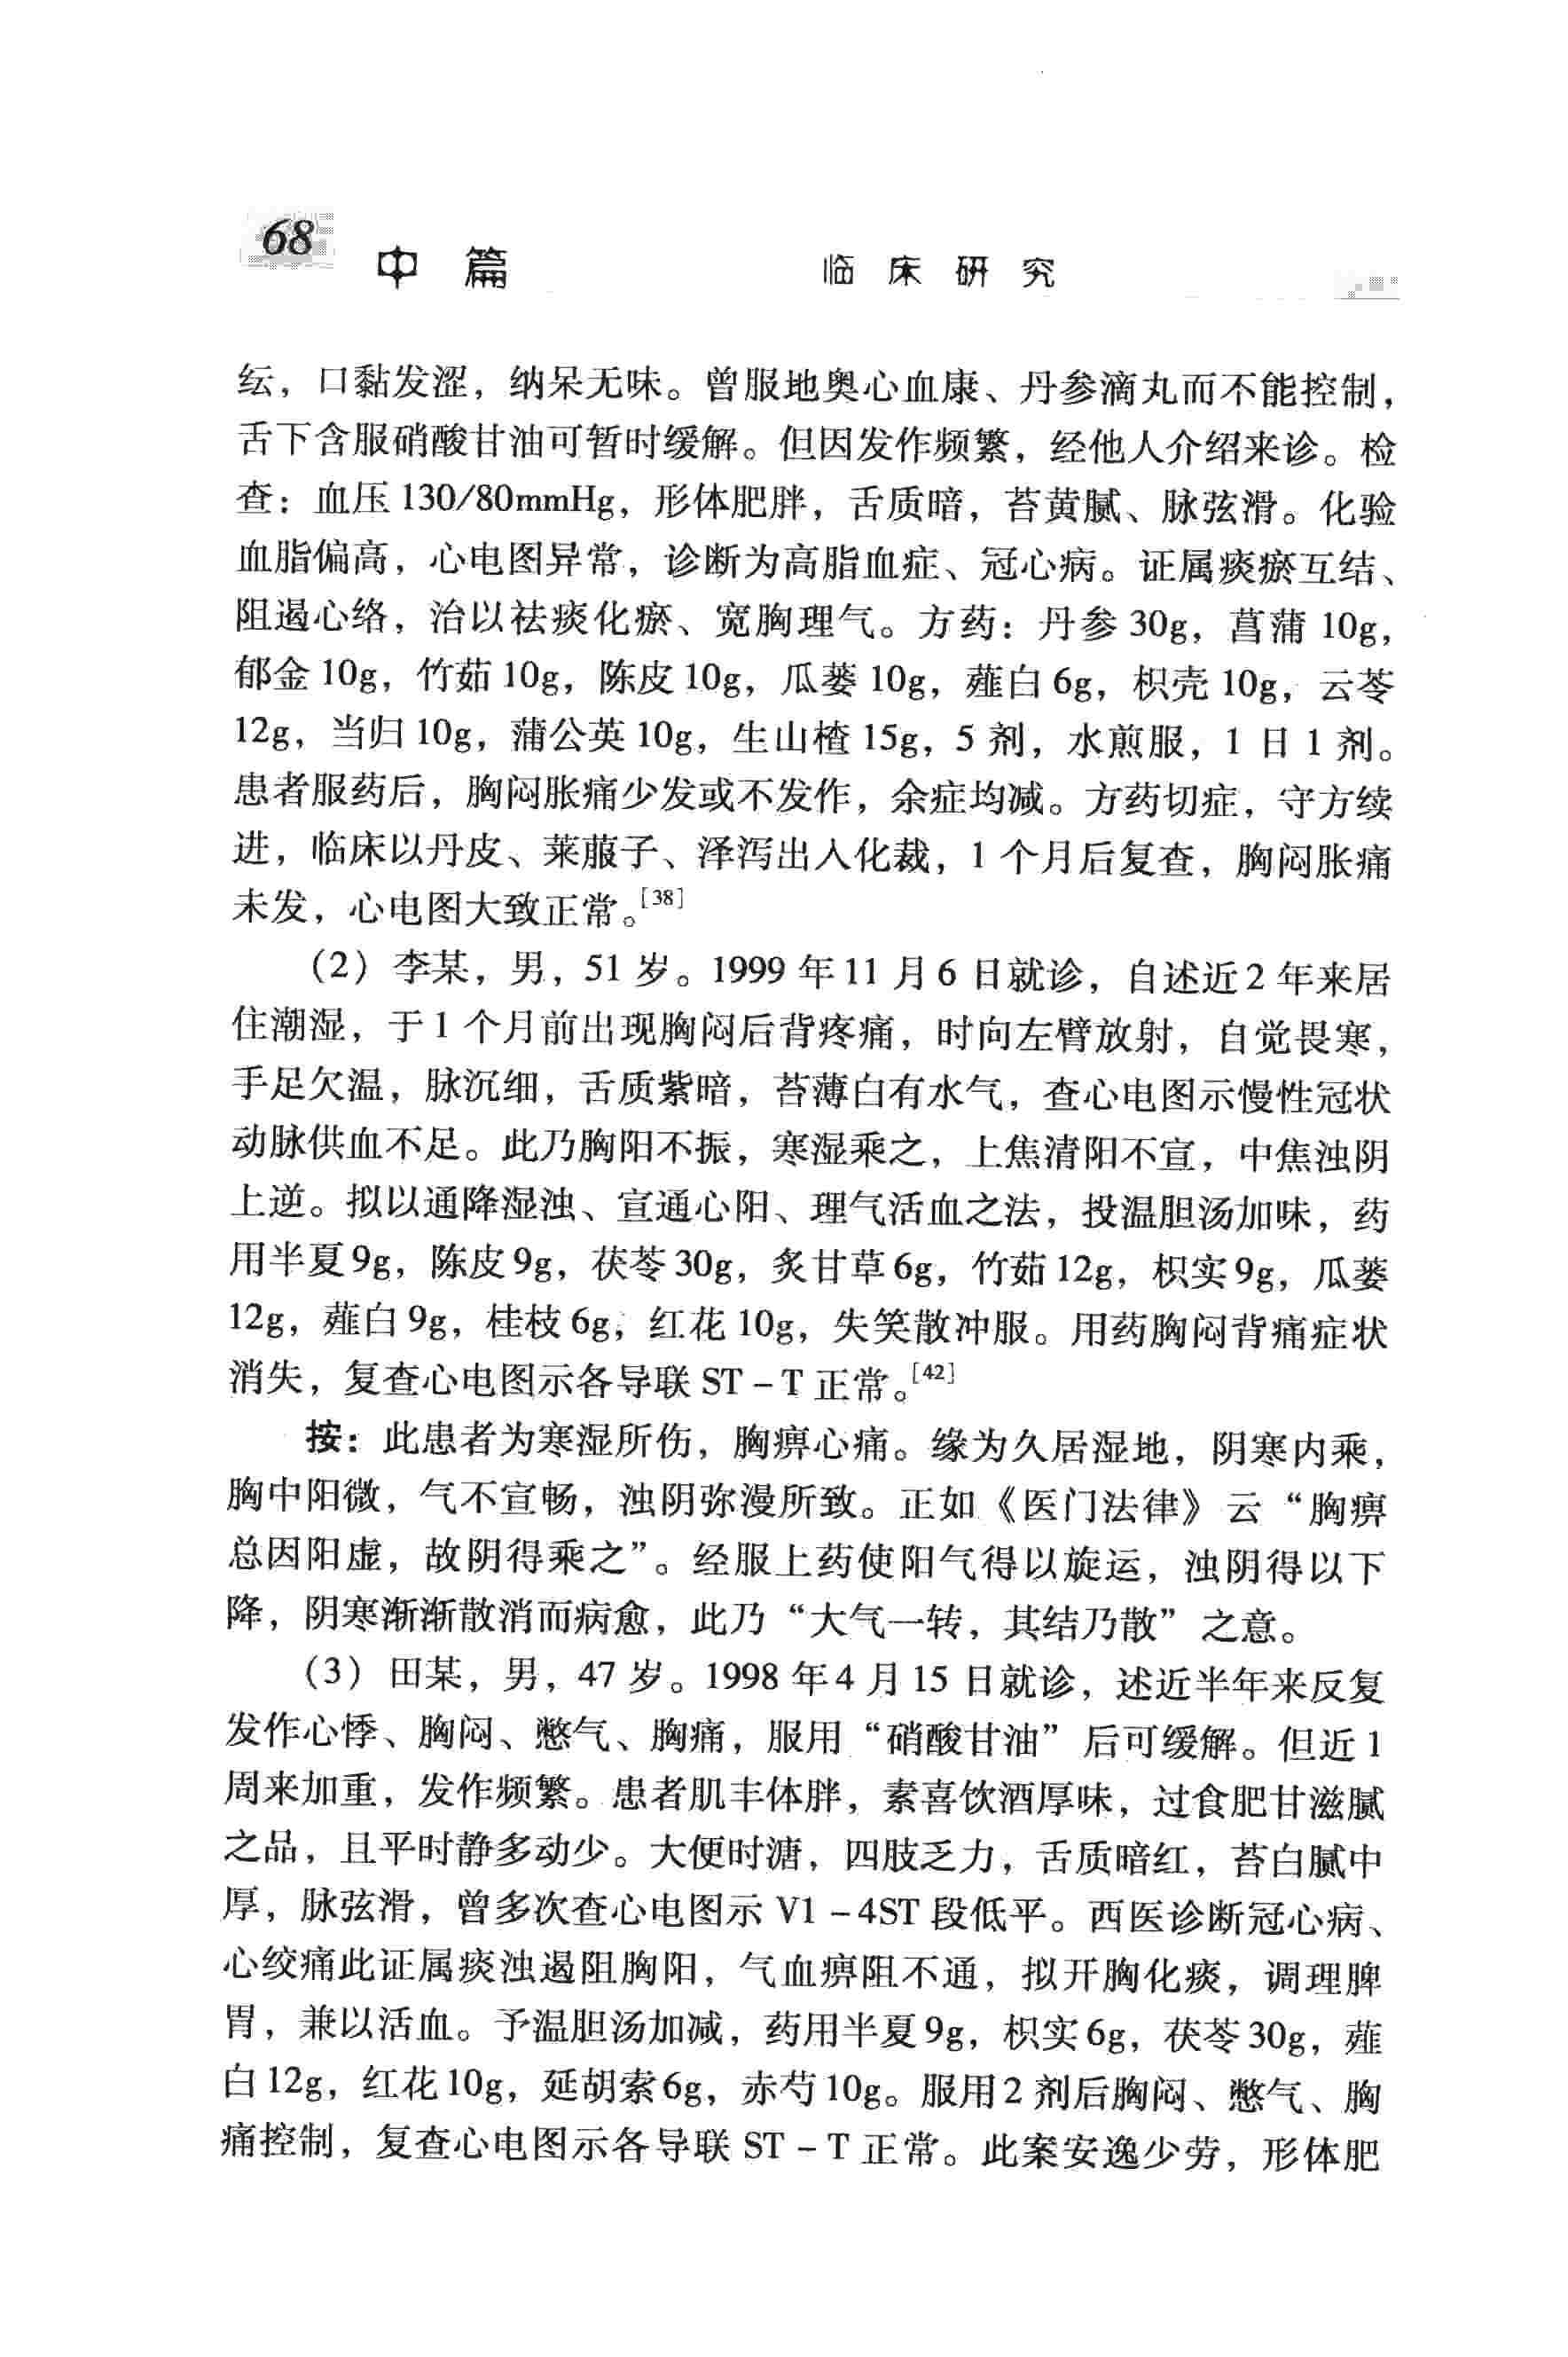 68
中 篇 临 床 研 究
纭，口黏发涩，纳呆无味。曾服地奥心血康、丹参滴丸而不能控制，
舌下含服硝酸甘油可暂时缓解。但因发作频繁，经他人介绍来诊。检
查：血压 130/80mmHg，形体肥胖，舌质暗，苔黄腻、脉弦滑。化验
血脂偏高，心电图异常，诊断为高脂血症、冠心病。证属痰瘀互结、
阻遏心络，治以祛痰化瘀、宽胸理气。方药：丹参 30g，菖蒲 10g，
郁金 10g，竹茹 10g，陈皮 10g，瓜蒌 10g，薤白 6g，枳壳 10g，云苓
12g，当归 10g，蒲公英 10g，生山楂 15g，5 剂，水煎服，1 日 1 剂。
患者服药后，胸闷胀痛少发或不发作，余症均减。方药切症，守方续
进，临床以丹皮、莱菔子、泽泻出入化裁，1 个月后复查，胸闷胀痛
未发，心电图大致正常。[38]
（2）李某，男，51 岁。1999 年 11 月 6 日就诊，自述近 2 年来居
住潮湿，于 1 个月前出现胸闷后背疼痛，时向左臂放射，自觉畏寒，
手足欠温，脉沉细，舌质紫暗，苔薄白有水气，查心电图示慢性冠状
动脉供血不足。此乃胸阳不振，寒湿乘之，上焦清阳不宣，中焦浊阴
上逆。拟以通降湿浊、宣通心阳、理气活血之法，投温胆汤加味，药
用半夏 9g，陈皮 9g，茯苓 30g，炙甘草 6g，竹茹 12g，枳实 9g，瓜蒌
12g，薤白 9g，桂枝 6g，红花 10g，失笑散冲服。用药胸闷背痛症状
消失，复查心电图示各导联 ST－T 正常。[42]
按：此患者为寒湿所伤，胸痹心痛。缘为久居湿地，阴寒内乘，
胸中阳微，气不宣畅，浊阴弥漫所致。正如《医门法律》云“胸痹
总因阳虚，故阴得乘之”。经服上药使阳气得以旋运，浊阴得以下
降，阴寒渐渐散消而病愈，此乃“大气一转，其结乃散”之意。
（3）田某，男，47 岁。1998 年 4 月 15 日就诊，述近半年来反复
发作心悸、胸闷、憋气、胸痛，服用“硝酸甘油”后可缓解。但近 1
周来加重，发作频繁。患者肌丰体胖，素喜饮酒厚味，过食肥甘滋腻
之品，且平时静多动少。大便时溏，四肢乏力，舌质暗红，苔白腻中
厚，脉弦滑，曾多次查心电图示 V1－4ST 段低平。西医诊断冠心病、
心绞痛此证属痰浊遏阻胸阳，气血痹阻不通，拟开胸化痰，调理脾
胃，兼以活血。予温胆汤加减，药用半夏 9g，枳实 6g，茯苓 30g，薤
白 12g，红花 10g，延胡索 6g，赤芍 10g。服用 2 剂后胸闷、憋气、胸
痛控制，复查心电图示各导联 ST－T 正常。此案安逸少劳，形体肥